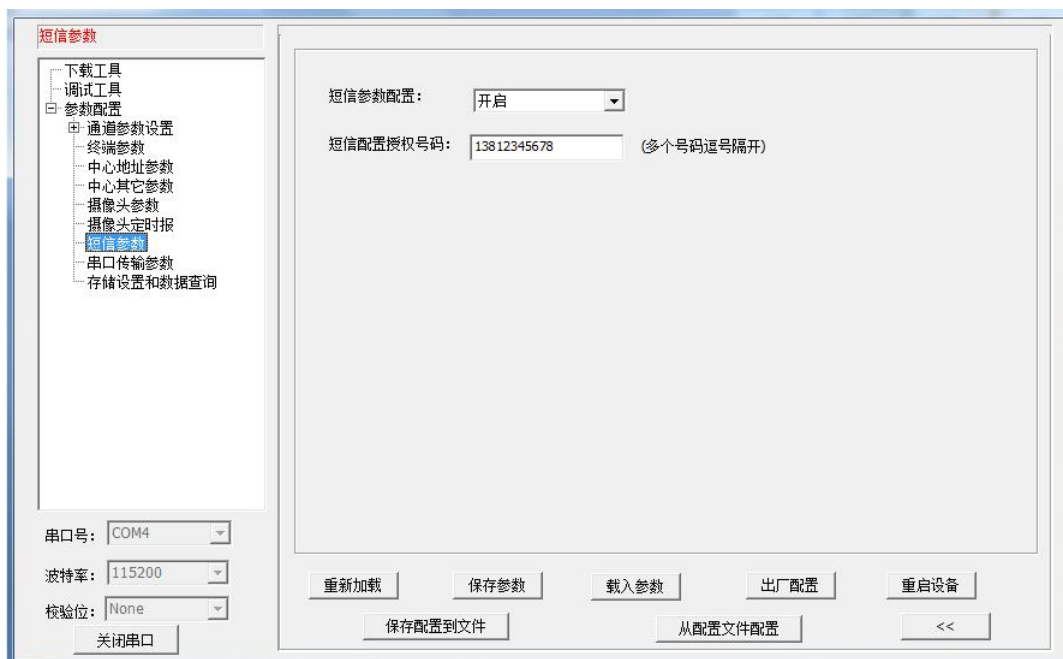 短信参数
下载工具
调试工具
参数配置
通道参数设置
终端参数
中心地址参数
中心其它参数
摄像头参数
摄像头定时报
短信参数
串口传输参数
存储设置和数据查询
串口号： COM4
波特率： 115200
校验位： None
关闭串口
短信参数配置： 开启
短信配置授权号码： 13812345678 (多个号码逗号隔开)
重新加载 保存参数 载入参数 出厂配置 重启设备
保存配置到文件 从配置文件配置 <<